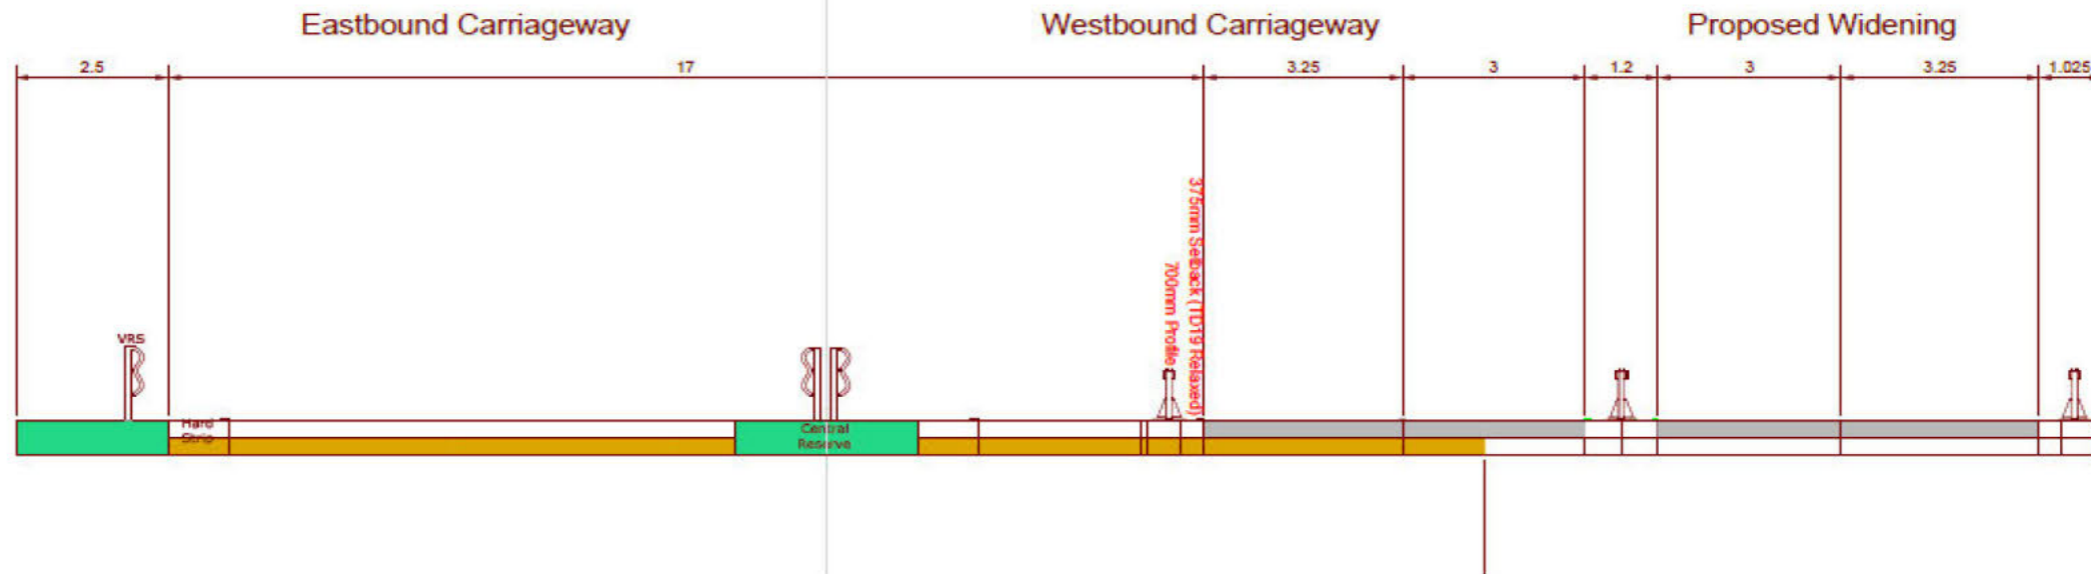 Eastbound Carriageway
Westbound Carriageway
Proposed Widening
2.5
17
3.25
3
1.2
3
3.25
1.025
375mm Setback (TD19 Relaxed)
700mm Profile
VRS
Hard
Strip
Central
Reserve